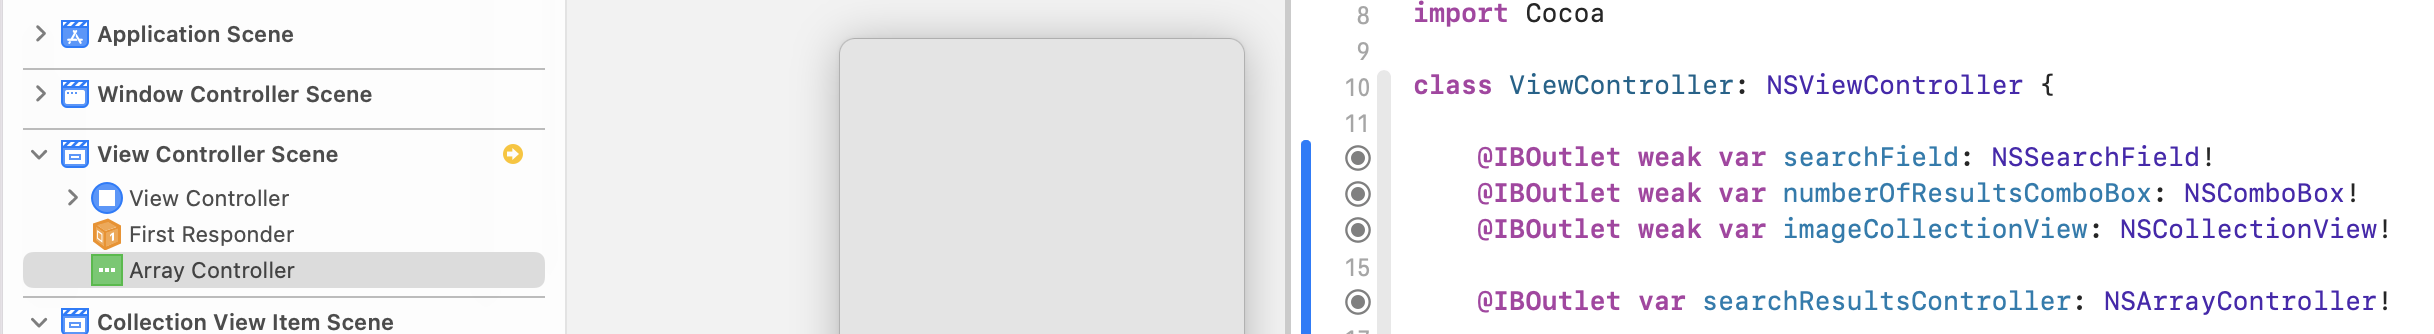 Application Scene
Window Controller Scene
View Controller Scene
View Controller
First Responder
Array Controller
Collection View Item Scene
8 import Cocoa
9
10 class ViewController: NSViewController {
11
@IBOutlet weak var searchField: NSSearchField!
@IBOutlet weak var numberOfResultsComboBox: NSComboBox!
@IBOutlet weak var imageCollectionView: NSCollectionView!
15
@IBOutlet var searchResultsController: NSArrayController!